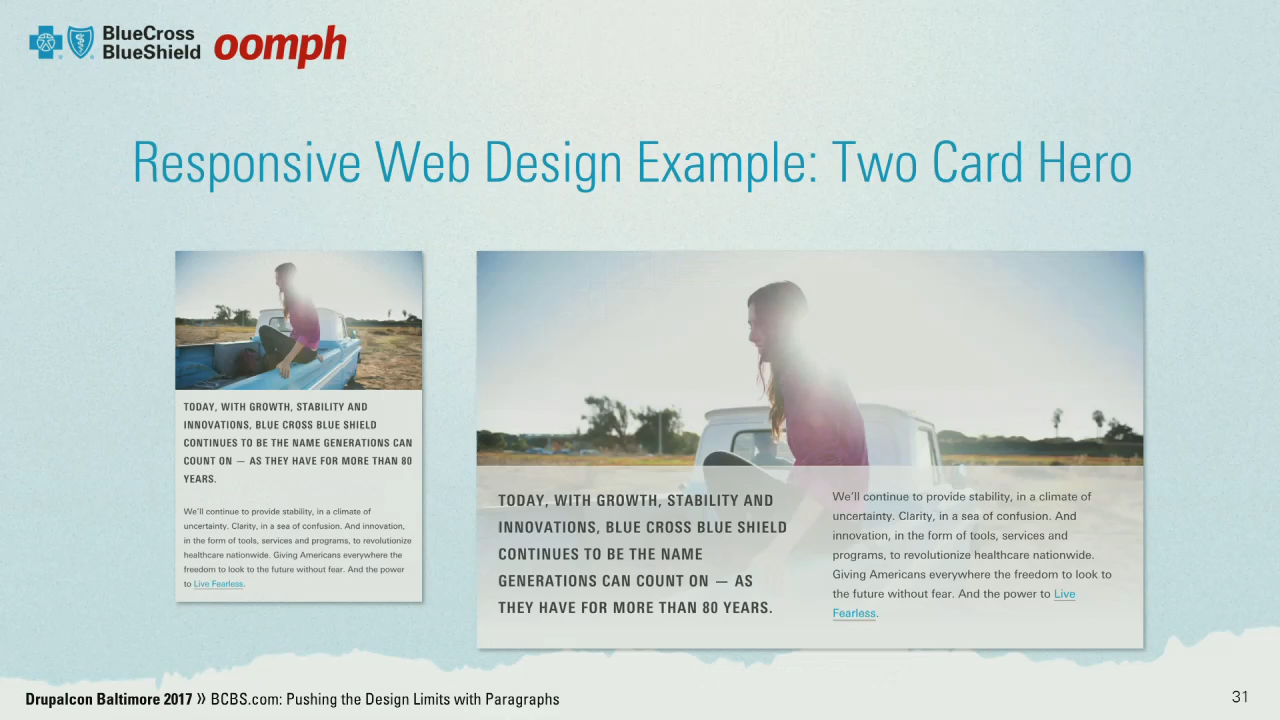 BlueCross
BlueShield
oomph
Responsive Web Design Example: Two Card Hero
TODAY, WITH GROWTH, STABILITY AND
INNOVATIONS, BLUE CROSS BLUE SHIELD
CONTINUES TO BE THE NAME GENERATIONS CAN
COUNT ON — AS THEY HAVE FOR MORE THAN 80
YEARS.
We'll continue to provide stability, in a climate of
uncertainty. Clarity, in a sea of confusion. And innovation,
in the form of tools, services and programs, to revolutionize
healthcare nationwide. Giving Americans everywhere the
freedom to look to the future without fear. And the power
to Live Fearless.
TODAY, WITH GROWTH, STABILITY AND
INNOVATIONS, BLUE CROSS BLUE SHIELD
CONTINUES TO BE THE NAME
GENERATIONS CAN COUNT ON — AS
THEY HAVE FOR MORE THAN 80 YEARS.
We'll continue to provide stability, in a climate of
uncertainty. Clarity, in a sea of confusion. And
innovation, in the form of tools, services and
programs, to revolutionize healthcare nationwide.
Giving Americans everywhere the freedom to look to
the future without fear. And the power to Live
Fearless.
Drupalcon Baltimore 2017 » BCBS.com: Pushing the Design Limits with Paragraphs
31